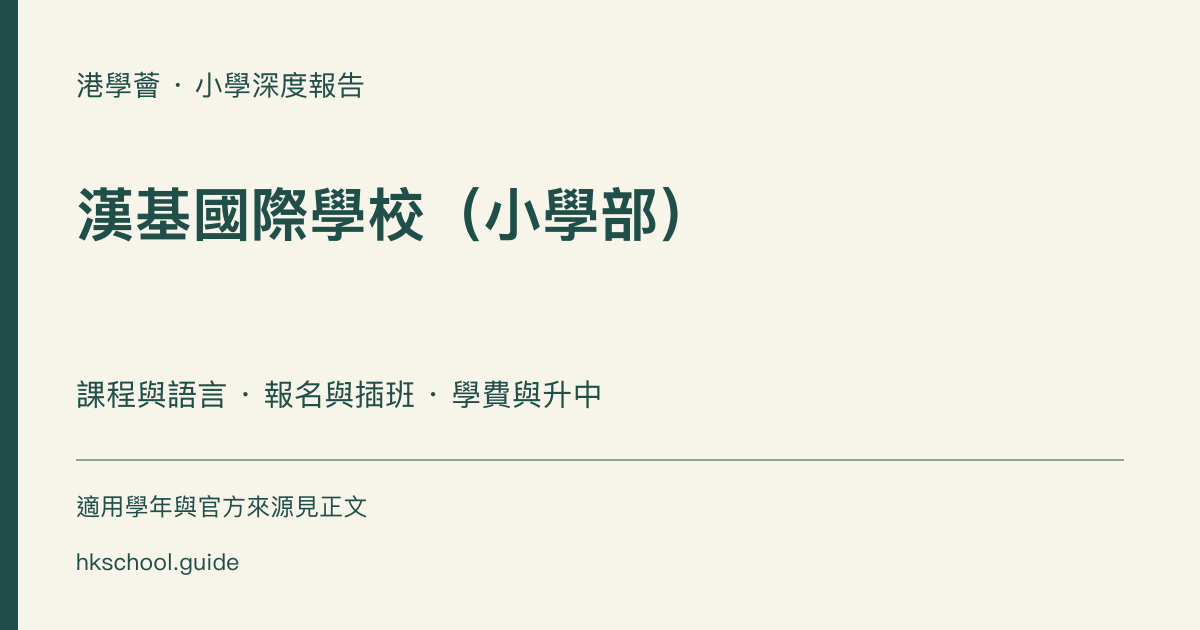 港學薈 · 小學深度報告
漢基國際學校（小學部）
課程與語言 · 報名與插班 · 學費與升中
適用學年與官方來源見正文
hkschool.guide